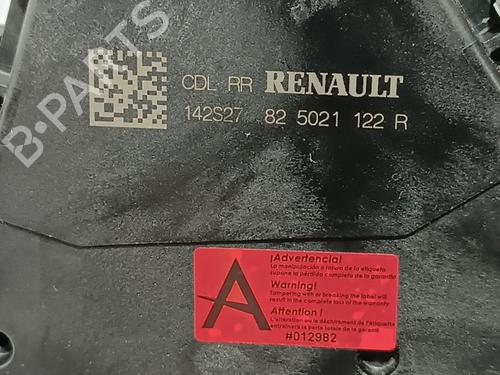 CDL RR RENAULT
142S27 82 5021 122 R
B-PARTS
A
¡Advertencia!
La manipulación o rotura de la etiqueta
supone la pérdida completa de la garantía
Warning!
Tampering with or breaking the label will
result in the complete loss of the warranty
Attention !
L'altération ou le déchirement de l'étiquette
entraînera la perte totale de la garantie
#012982